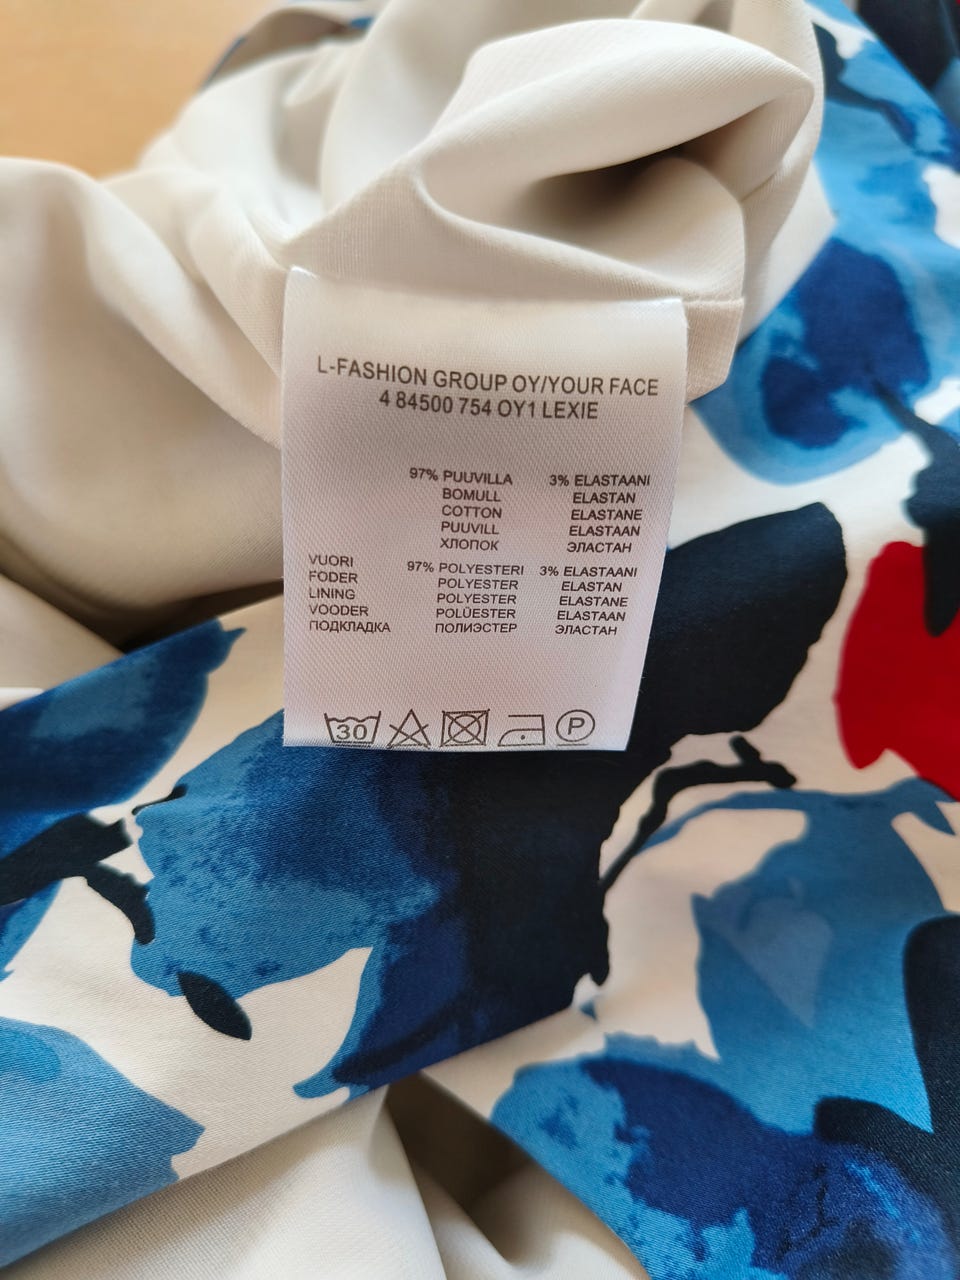 L-FASHION GROUP OY/YOUR FACE
4 84500 754 OY1 LEXIE
97% PUUVILLA 3% ELASTAANI
BOMULL ELASTAN
COTTON ELASTANE
PUUVILL ELASTAAN
ХЛОПОК ЭЛАСТАН
VUORI 97% POLYESTERI 3% ELASTAANI
FODER POLYESTER ELASTAN
LINING POLYESTER ELASTANE
VOODER POLÜESTER ELASTAAN
ПОДКЛАДКА ПОЛИЭСТЕР ЭЛАСТАН
30 P